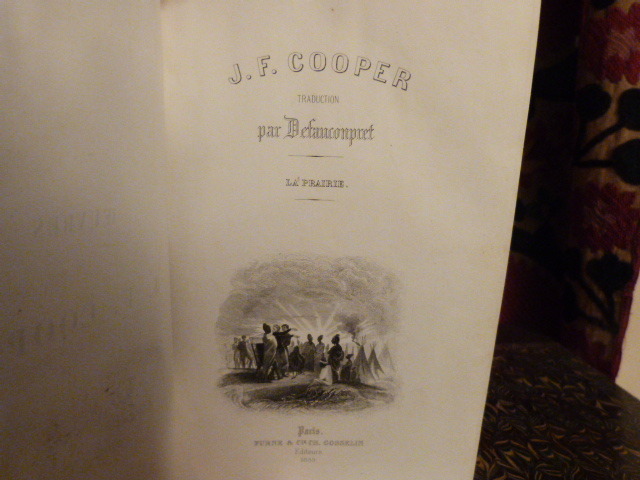 J. F. COOPER
TRADUCTION
par Defauconpret
LA PRAIRIE.
Paris.
FURNE & Cie, CH. GOSSELIN